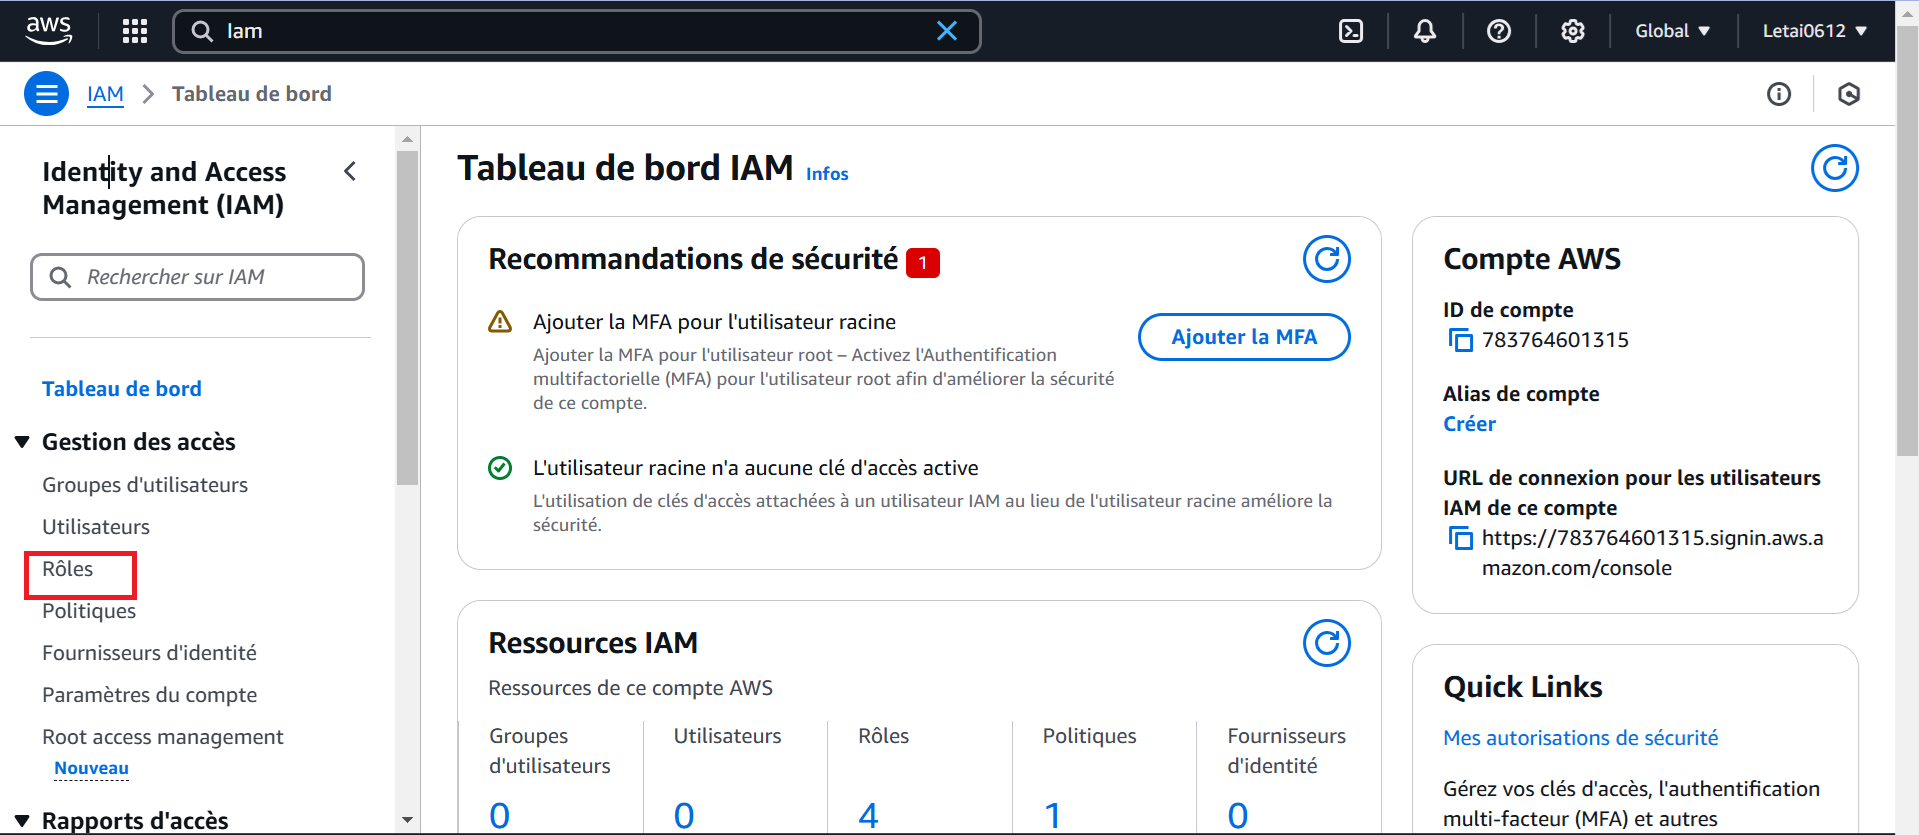 aws
Iam
Global
Letai0612
IAM
Tableau de bord
Identity and Access
Management (IAM)
Rechercher sur IAM
Tableau de bord
Gestion des accès
Groupes d'utilisateurs
Utilisateurs
Rôles
Politiques
Fournisseurs d'identité
Paramètres du compte
Root access management
Nouveau
Rapports d'accès
Tableau de bord IAM Infos
Recommandations de sécurité 1
Ajouter la MFA pour l'utilisateur racine
Ajouter la MFA pour l'utilisateur root – Activez l'Authentification
multifactorielle (MFA) pour l'utilisateur root afin d'améliorer la sécurité
de ce compte.
Ajouter la MFA
L'utilisateur racine n'a aucune clé d'accès active
L'utilisation de clés d'accès attachées à un utilisateur IAM au lieu de l'utilisateur racine améliore la
sécurité.
Ressources IAM
Ressources de ce compte AWS
Groupes
d'utilisateurs
0
Utilisateurs
0
Rôles
4
Politiques
1
Fournisseurs
d'identité
0
Compte AWS
ID de compte
783764601315
Alias de compte
Créer
URL de connexion pour les utilisateurs
IAM de ce compte
https://783764601315.signin.aws.a
mazon.com/console
Quick Links
Mes autorisations de sécurité
Gérez vos clés d'accès, l'authentification
multi-facteur (MFA) et autres